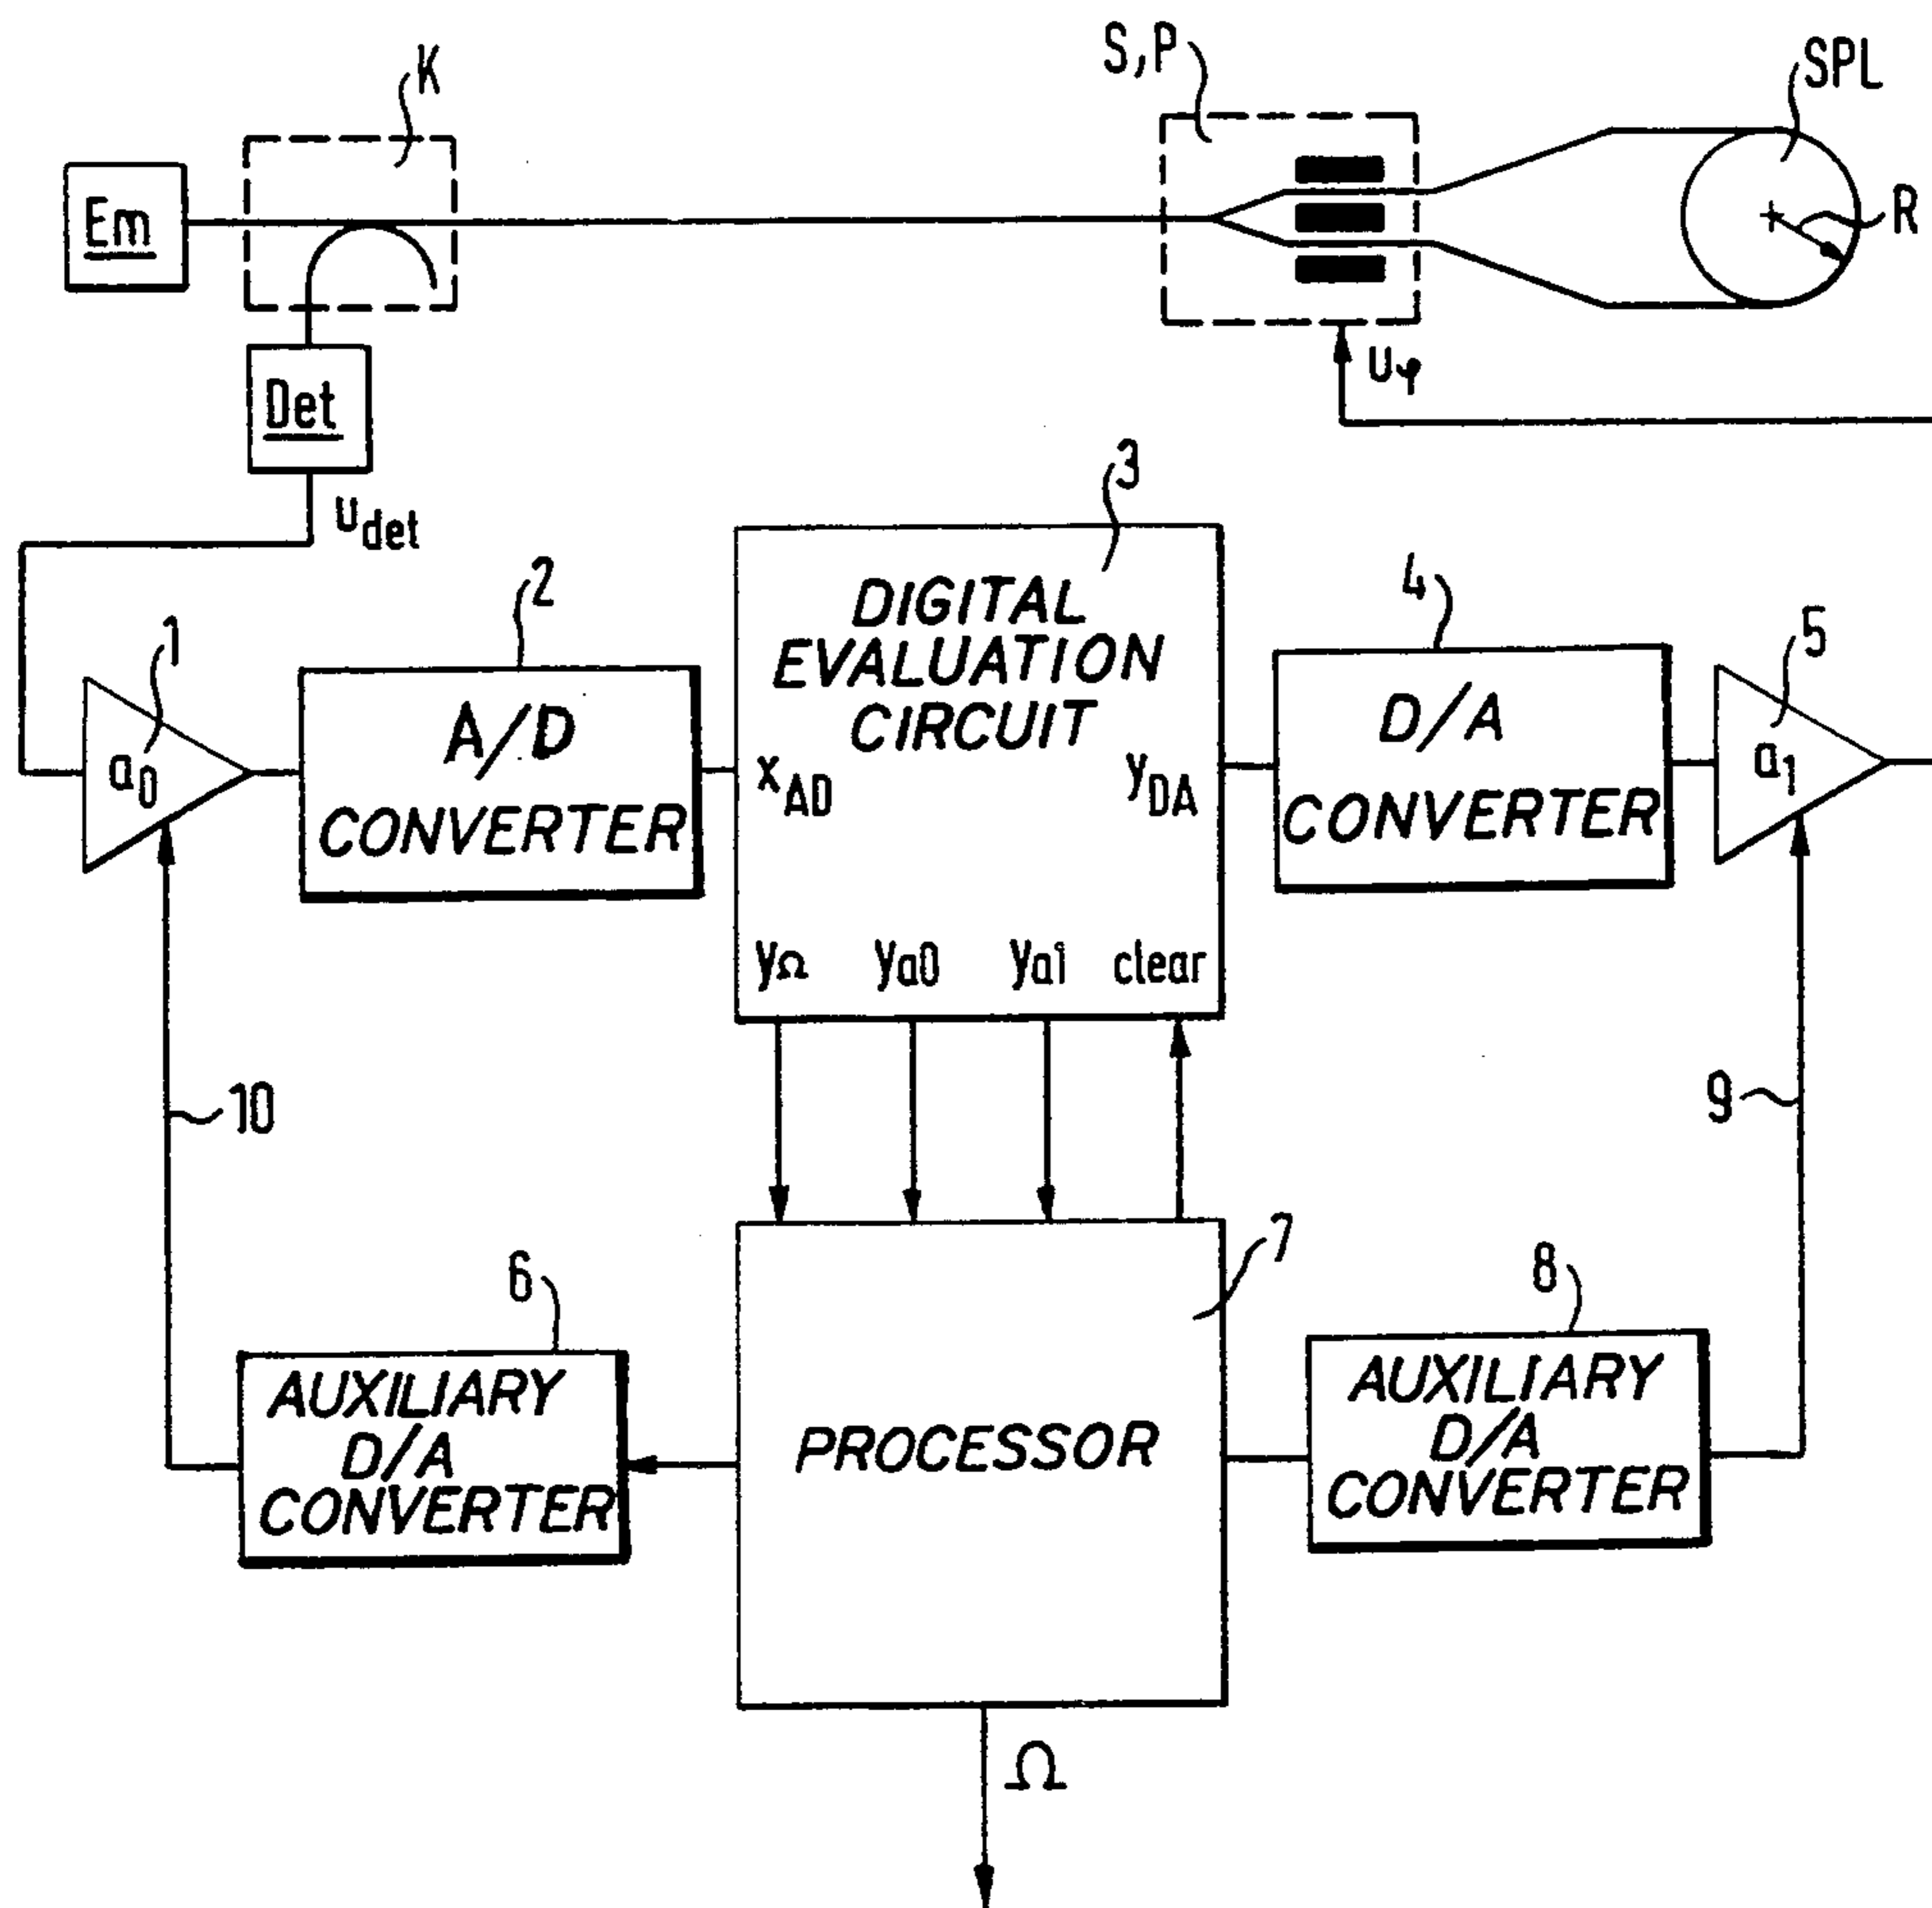 K
S,P
SPL
Em
R
Det
uφ
udet
3
2
4
1
5
DIGITAL
EVALUATION
CIRCUIT
A/D
CONVERTER
D/A
CONVERTER
a0
xAD
yDA
a1
yΩ
ya0
ya1
clear
10
9
7
6
8
AUXILIARY
D/A
CONVERTER
PROCESSOR
AUXILIARY
D/A
CONVERTER
Ω